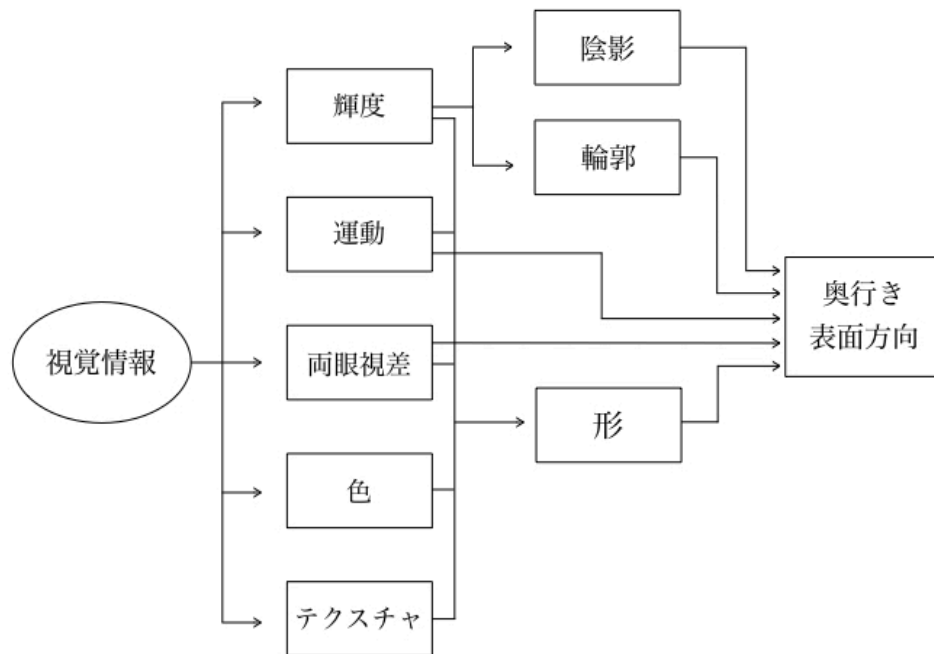 視覚情報
輝度
運動
両眼視差
色
テクスチャ
陰影
輪郭
形
奥行き
表面方向